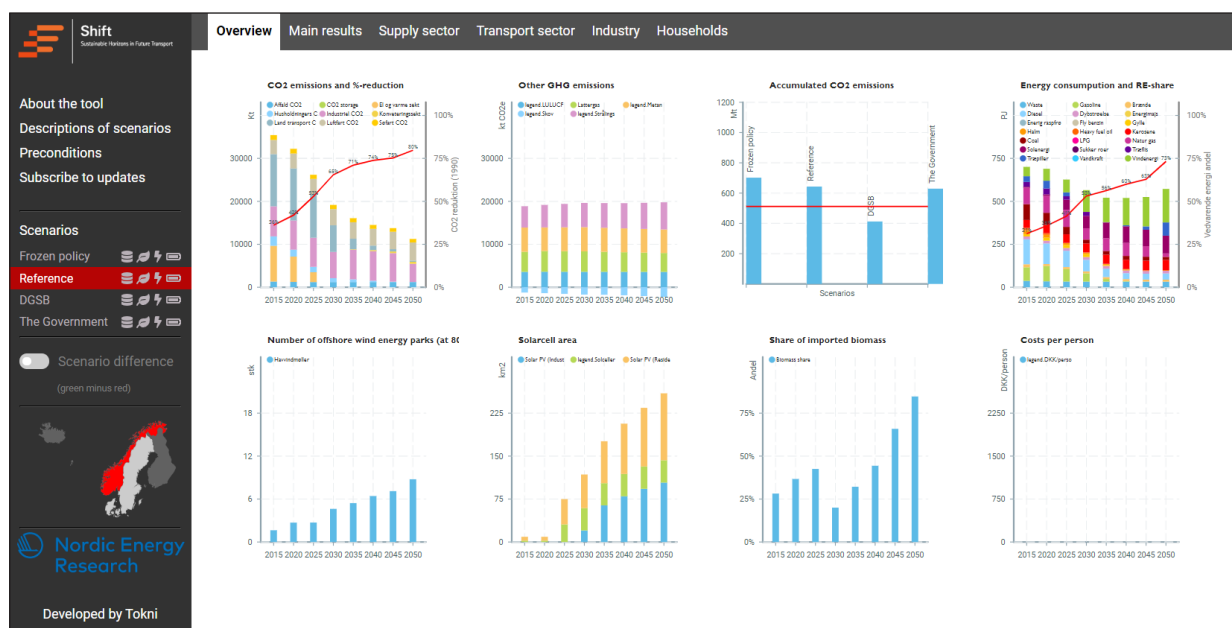 Shift
Sustainable Horizons in Future Transport
Overview Main results Supply sector Transport sector Industry Households
About the tool
Descriptions of scenarios
Preconditions
Subscribe to updates
Scenarios
Frozen policy
Reference
DGSB
The Government
Scenario difference
(green minus red)
Nordic Energy
Research
Developed by Tokni
CO2 emissions and %-reduction
Kt
Affald CO2 CO2 storage El og varme sekt
Husholdningers C Industrial CO2 Konverteringssekt
Land transport C Luftfart CO2 Søfart CO2
100%
75%
50%
25%
0%
CO2 reduktion (1990)
30000
20000
10000
0
65% 71% 74% 75% 80%
2015 2020 2025 2030 2035 2040 2045 2050
Other GHG emissions
kt CO2e
legend.LULUCF Lattergas legend.Metan
legend.Skov legend.Strålings
30000
20000
10000
0
2015 2020 2025 2030 2035 2040 2045 2050
Accumulated CO2 emissions
Mt
1200
1000
800
600
400
200
Frozen policy
Reference
DGSB
The Government
Scenarios
Energy consumption and RE-share
PJ
Waste Gasoline Brænde
Diesel Dybstrøelse Energiafg.
Fly benzin
Gylle
Halm Heavy fuel oil Kerosene
Coal LPG Natur gas
Solenergi Sukker roer Træflis
Træpiller Vandkraft Vindenergi
100%
75%
50%
25%
0%
Vedvarende energi andel
750
500
250
0
73%
2015 2020 2025 2030 2035 2040 2045 2050
Number of offshore wind energy parks (at 80
stk
Havvindmøller
18
12
6
0
2015 2020 2025 2030 2035 2040 2045 2050
Solarcell area
km2
Solar PV (Indust legend.Solceller Solar PV (Reside
225
150
75
0
2015 2020 2025 2030 2035 2040 2045 2050
Share of imported biomass
Andel
Biomass share
75%
50%
25%
0%
2015 2020 2025 2030 2035 2040 2045 2050
Costs per person
DKK/person
legend DKK/perso
2250
1500
750
0
2015 2020 2025 2030 2035 2040 2045 2050